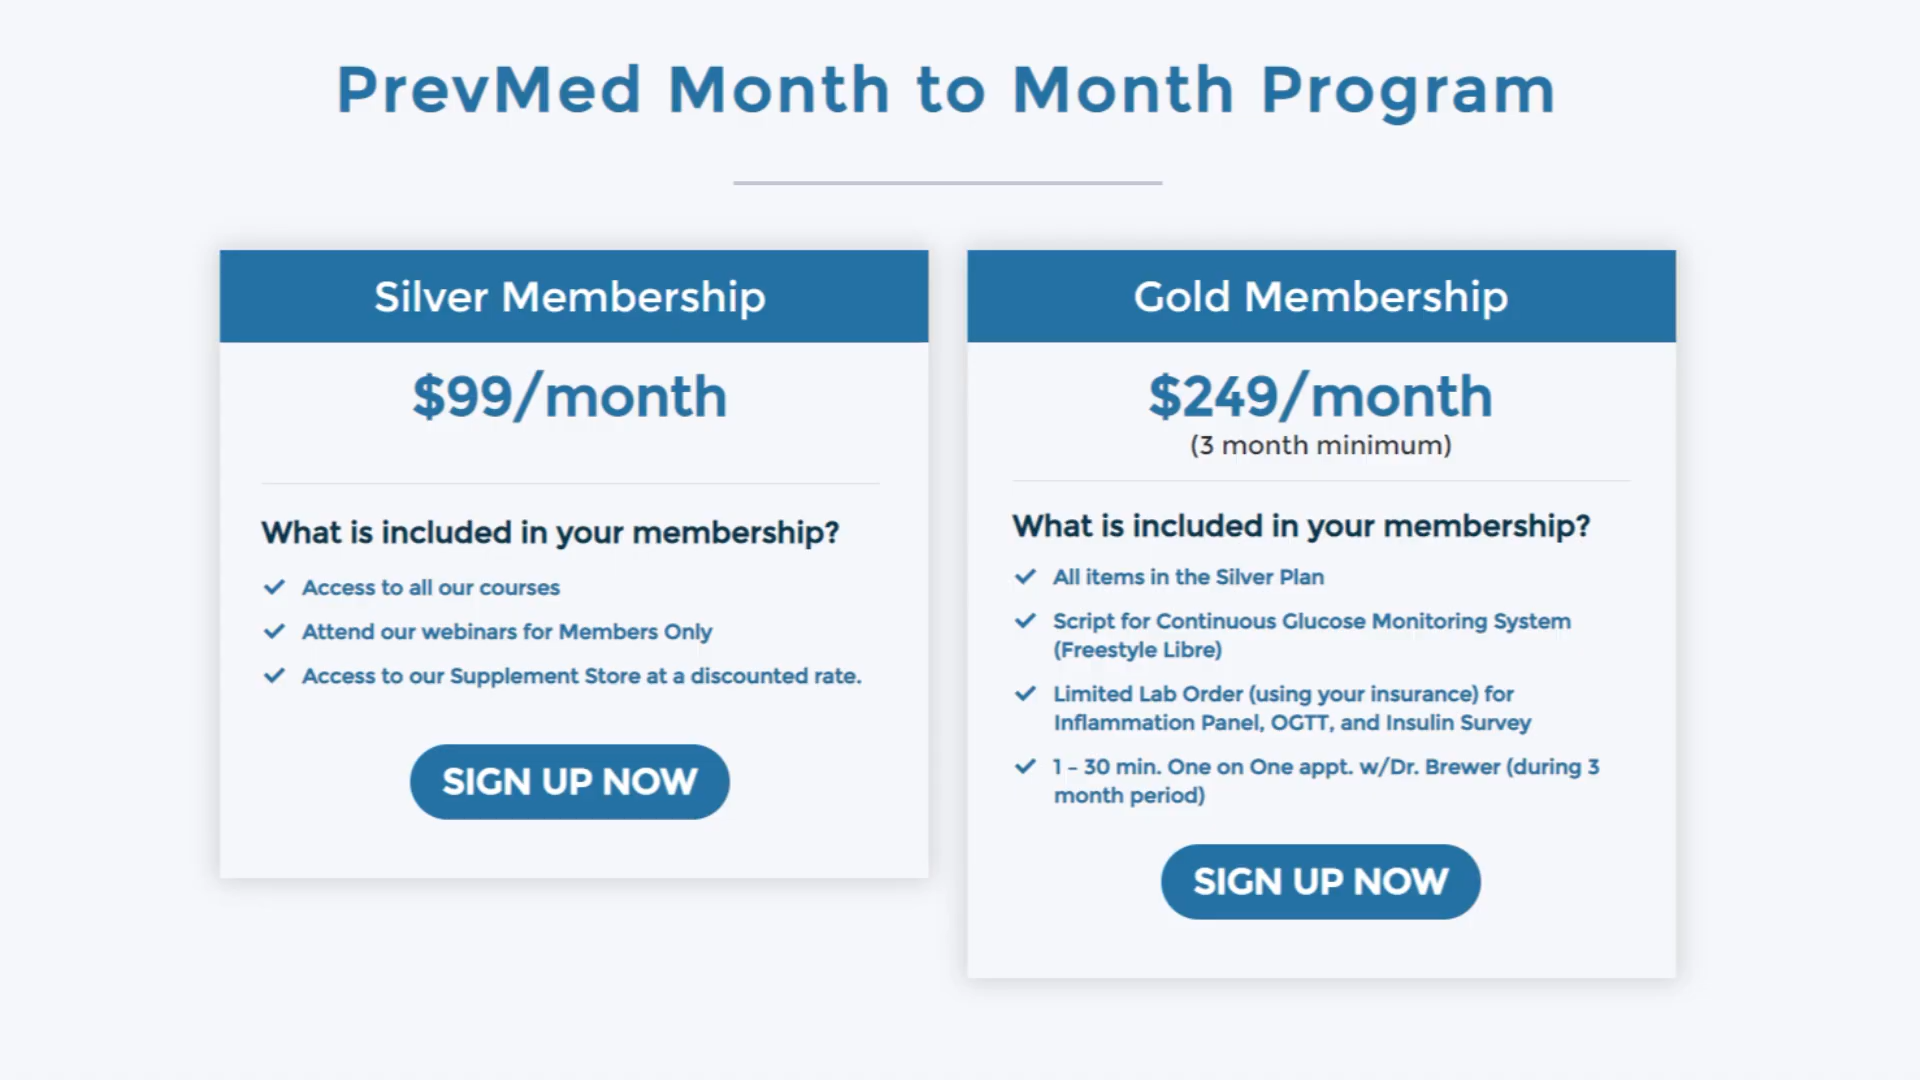 PrevMed Month to Month Program
Silver Membership
$99/month
What is included in your membership?
Access to all our courses
Attend our webinars for Members Only
Access to our Supplement Store at a discounted rate.
SIGN UP NOW
Gold Membership
$249/month
(3 month minimum)
What is included in your membership?
All items in the Silver Plan
Script for Continuous Glucose Monitoring System
(Freestyle Libre)
Limited Lab Order (using your insurance) for
Inflammation Panel, OGTT, and Insulin Survey
1 – 30 min. One on One appt. w/Dr. Brewer (during 3
month period)
SIGN UP NOW